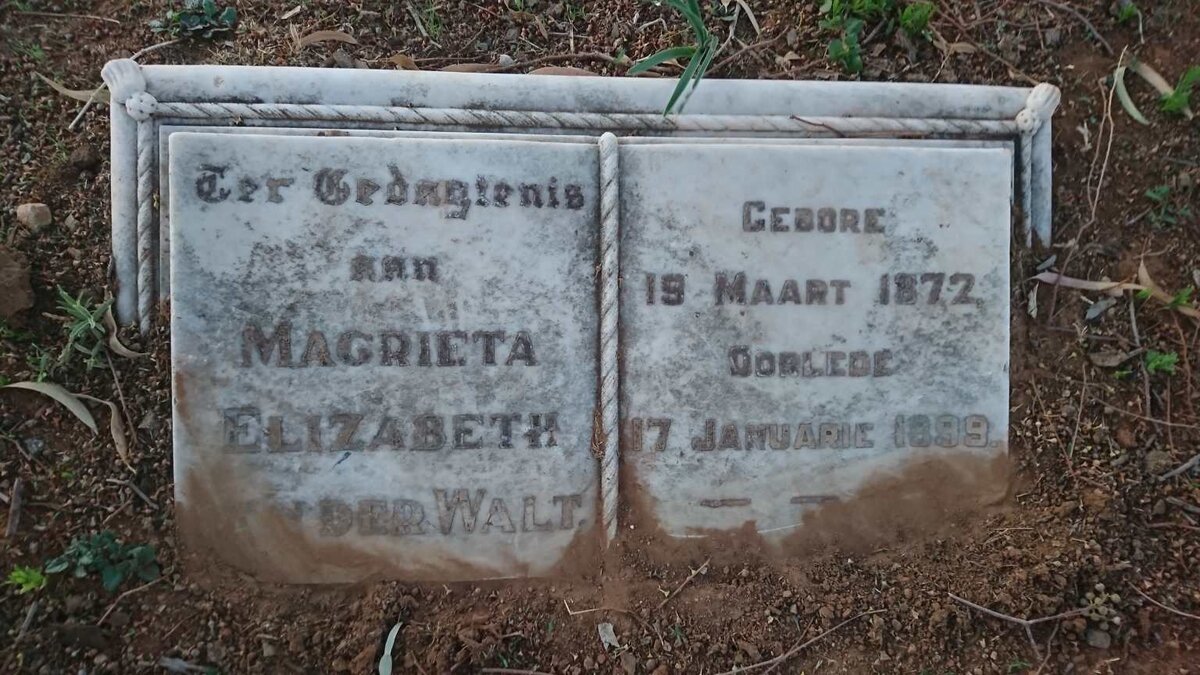 Ter Gedagtenis
aan
MAGRIETA
ELIZABETH
DER WALT.
GEBORE
19 MAART 1872,
OORLEDE
17 JANUARIE 1899.